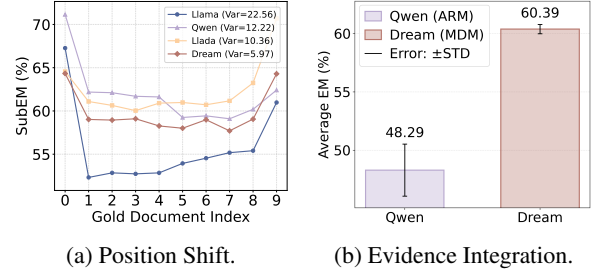 Llama (Var=22.56)
Qwen (Var=12.22)
Llada (Var=10.36)
Dream (Var=5.97)
SubEM (%)
70
65
60
55
0 1 2 3 4 5 6 7 8 9
Gold Document Index
(a) Position Shift.
Qwen (ARM)
Dream (MDM)
Error: ±STD
60.39
48.29
Average EM (%)
60
55
50
Qwen Dream
(b) Evidence Integration.